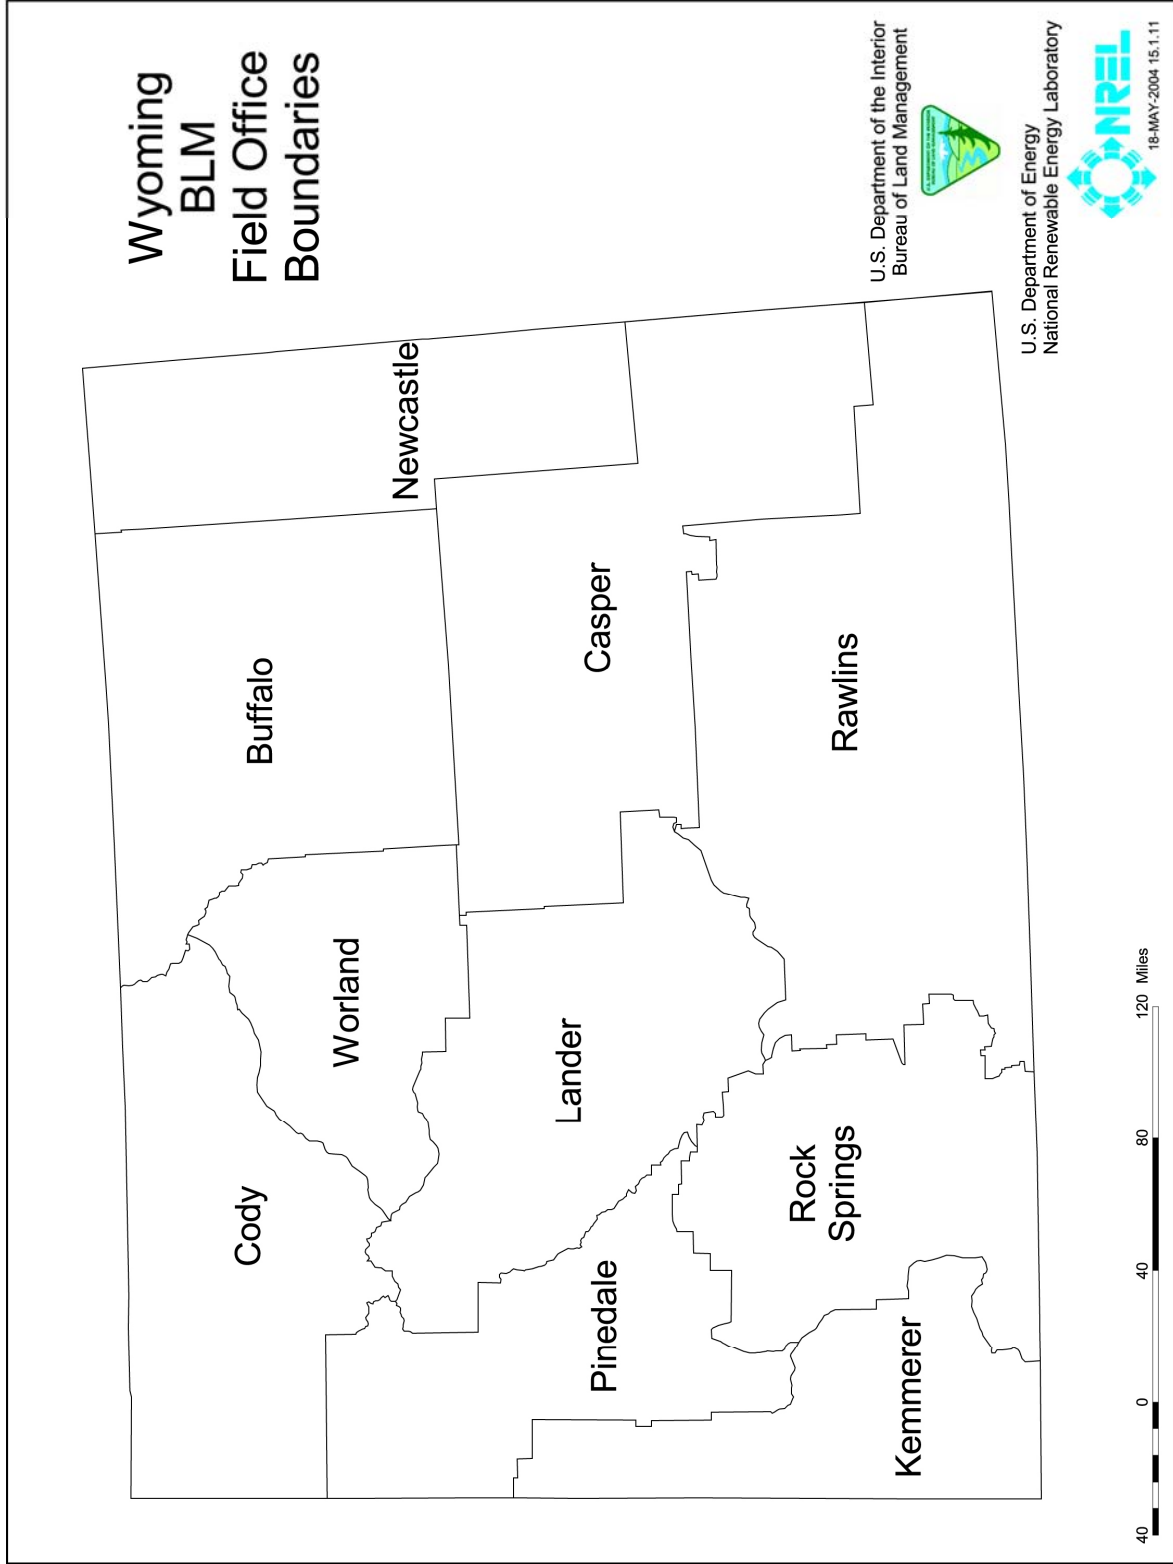 Wyoming
BLM
Field Office
Boundaries
Newcastle
Buffalo
Casper
Rawlins
Worland
Lander
Cody
Rock
Springs
Pinedale
Kemmerer
U.S. Department of the Interior
Bureau of Land Management
U.S. Department of Energy
National Renewable Energy Laboratory
NREL
18-MAY-2004 15.1.11
40 0 40 80 120 Miles